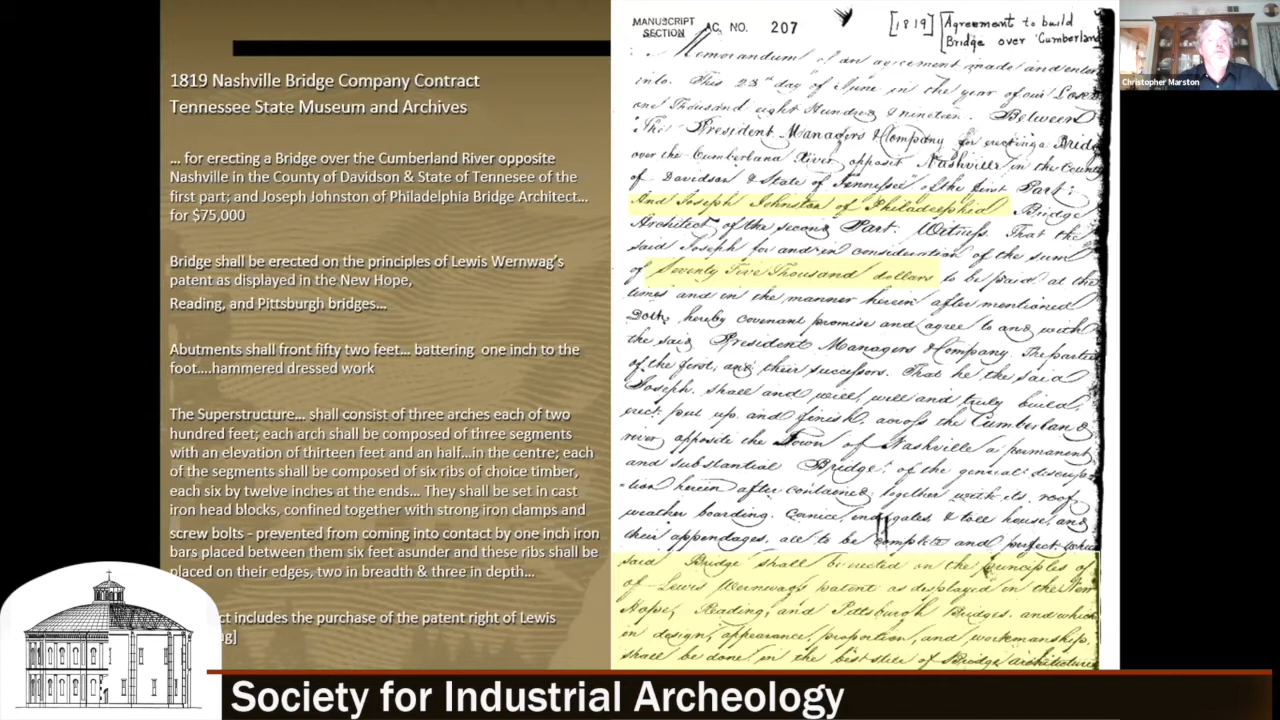 1819 Nashville Bridge Company Contract
Tennessee State Museum and Archives
... for erecting a Bridge over the Cumberland River opposite
Nashville in the County of Davidson & State of Tennesee of the
first part; and Joseph Johnston of Philadelphia Bridge Architect...
for $75,000
Bridge shall be erected on the principles of Lewis Wernwag's
patent as displayed in the New Hope,
Reading, and Pittsburgh bridges...
Abutments shall front fifty two feet... battering one inch to the
foot....hammered dressed work
The Superstructure... shall consist of three arches each of two
hundred feet; each arch shall be composed of three segments
with an elevation of thirteen feet and an half...in the centre; each
of the segments shall be composed of six ribs of choice timber,
each six by twelve inches at the ends... They shall be set in cast
iron head blocks, confined together with strong iron clamps and
screw bolts - prevented from coming into contact by one inch iron
bars placed between them six feet asunder and these ribs shall be
placed on their edges, two in breadth & three in depth...
ct includes the purchase of the patent right of Lewis
g]
MANUSCRIPT SECTION
AC. NO. 207
[1819] [Agreement to build
Bridge over Cumberland
Memorandum of an agreement made and enter
into. This 23rd day of June in the year of our Lord
one Thousand eight Hundred & nineteen. Between
"The President Managers & Company for erecting a Bridge
over the Cumberland River opposit Nashville, in the County
of Davidson & State of Tennessee" of the first Part:
And Joseph Johnston of Philadelphia Bridge
Architect of the second Part. Witness. That the
said Joseph for and in consideration of the sum
of Seventy Five Thousand dollars to be paid at the
times and in the manner herein after mentioned
Doth, hereby covenant promise and agree to and with
the said President Managers & Company. The parties
of the first, and their successors. That he the said
Joseph. shall and will, well and truly build,
erect, put up and finish, across the Cumberland
river opposite the Town of Nashville a permanent
and substantial Bridge, of the general discrip
-tion herein after contained; together with its roof
weather boarding. Cornice, gates, & toll house, and
their appendages, all to be complete and perfect. which
said Bridge shall be erected on the principles of
of Lewis Wernwags patent as displayed in the New
Hope, Reading, and Pittsburgh Bridges. and which
in design, appearance, proportion, and workmanship.
shall be done, in the best stile of Bridge architecture
Christopher Marston
Society for Industrial Archeology